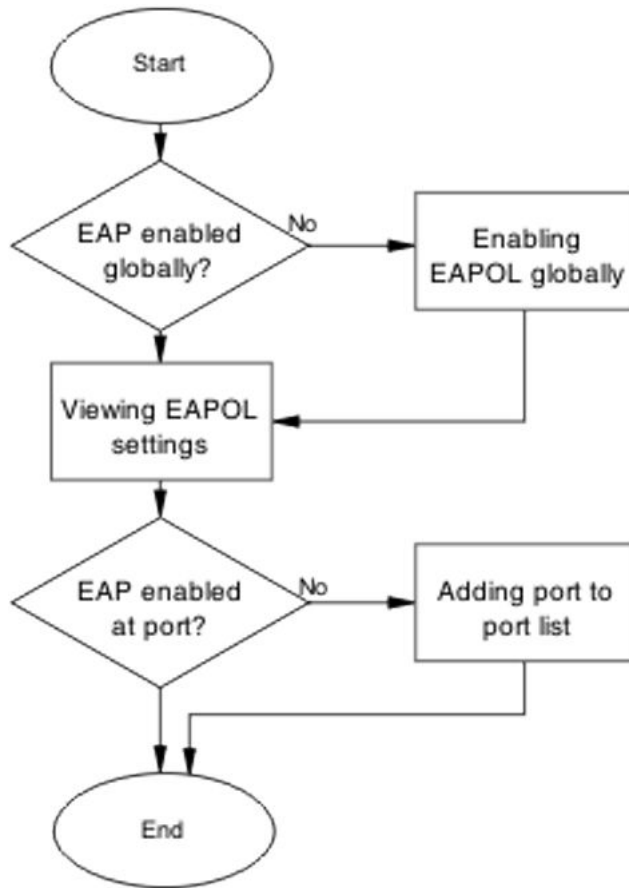 Start
EAP enabled
globally?
No
Enabling
EAPOL globally
Viewing EAPOL
settings
EAP enabled
at port?
No
Adding port to
port list
End